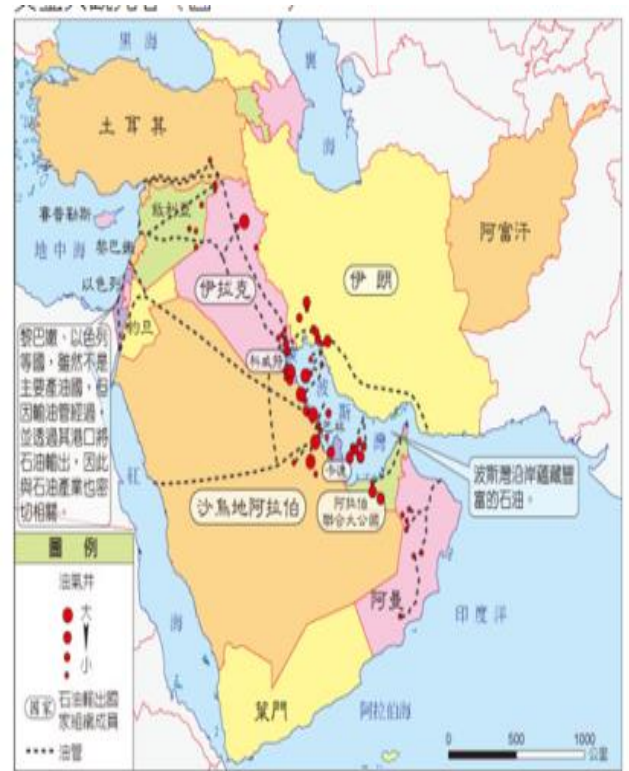 黑海
裏
海
土耳其
賽普勒斯
地中海
敘利亞
黎巴嫩
以色列
約旦
伊拉克
伊朗
阿富汗
科威特
波
斯
灣
卡達
黎巴嫩、以色列
等國，雖然不是
主要產油國，但
因輸油管經過，
並透過其港口將
石油輸出，因此
與石油產業也密
切相關。
紅
海
沙烏地阿拉伯
阿拉伯
聯合大公國
波斯灣沿岸蘊藏豐
富的石油。
阿曼
印度洋
葉門
阿拉伯海
圖例
油氣井
大
小
國家
石油輸出國
家組織成員
油管
0 500 1000
公里